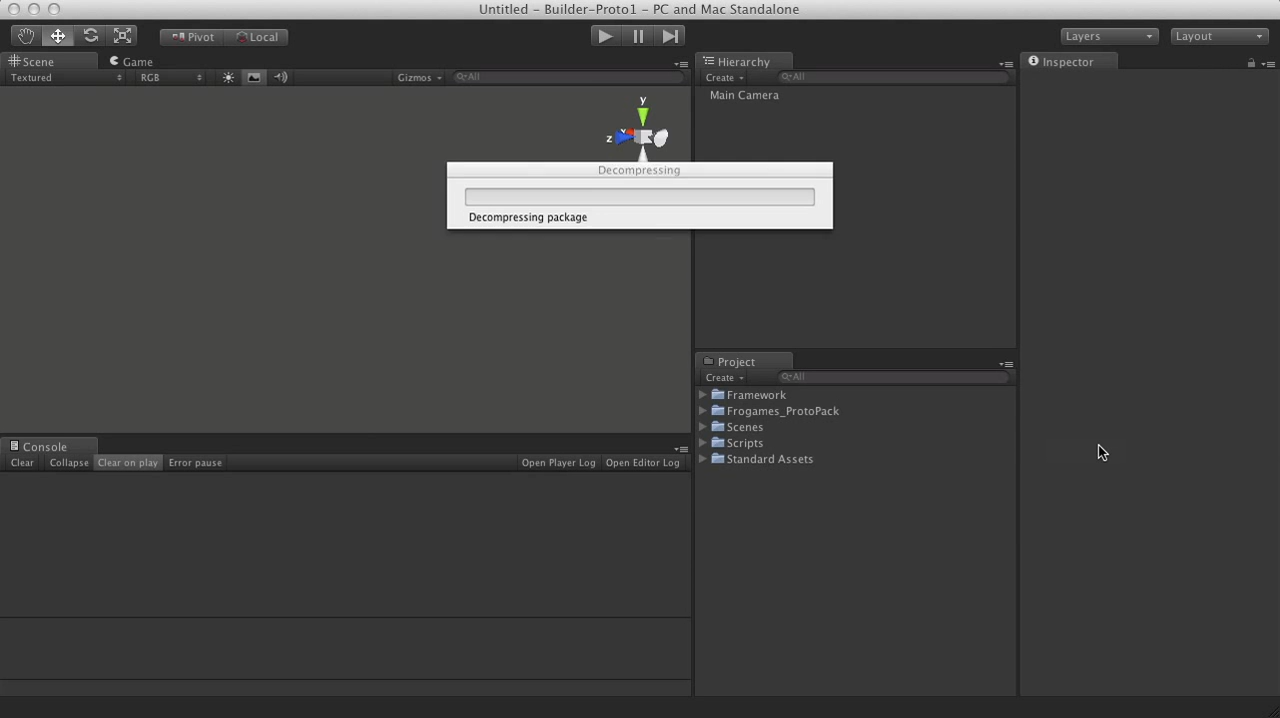 Untitled – Builder-Proto1 – PC and Mac Standalone
Pivot Local Layers Layout
Scene Game
Textured RGB Gizmos All
y
z
Hierarchy
Create All
Main Camera
Inspector
Decompressing
Decompressing package
Project
Create All
Framework
Frogames_ProtoPack
Scenes
Scripts
Standard Assets
Console
Clear Collapse Clear on play Error pause Open Player Log Open Editor Log